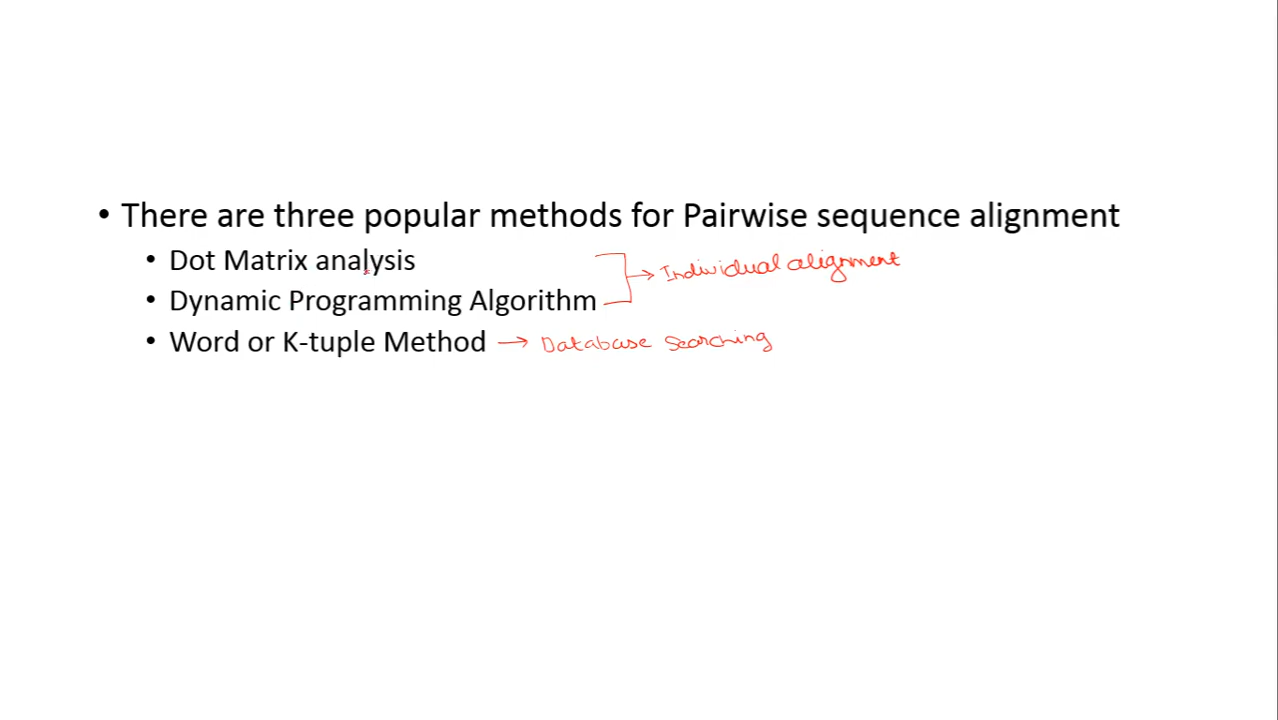 • There are three popular methods for Pairwise sequence alignment
• Dot Matrix analysis
→ Individual alignment
• Dynamic Programming Algorithm
• Word or K-tuple Method → Database Searching